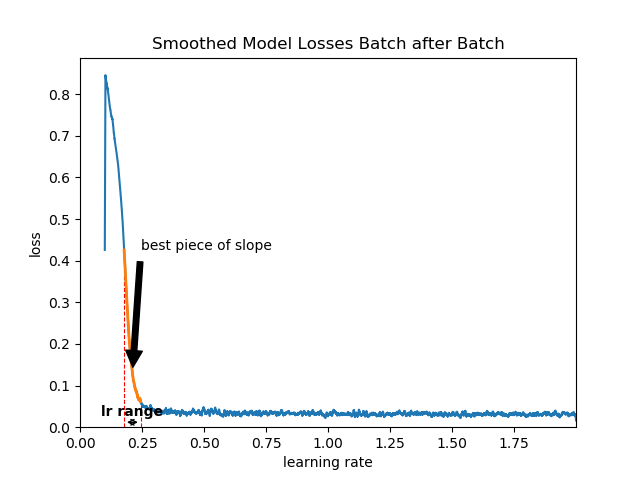 Smoothed Model Losses Batch after Batch
loss
0.8
0.7
0.6
0.5
0.4
0.3
0.2
0.1
0.0
best piece of slope
lr range
0.00 0.25 0.50 0.75 1.00 1.25 1.50 1.75
learning rate